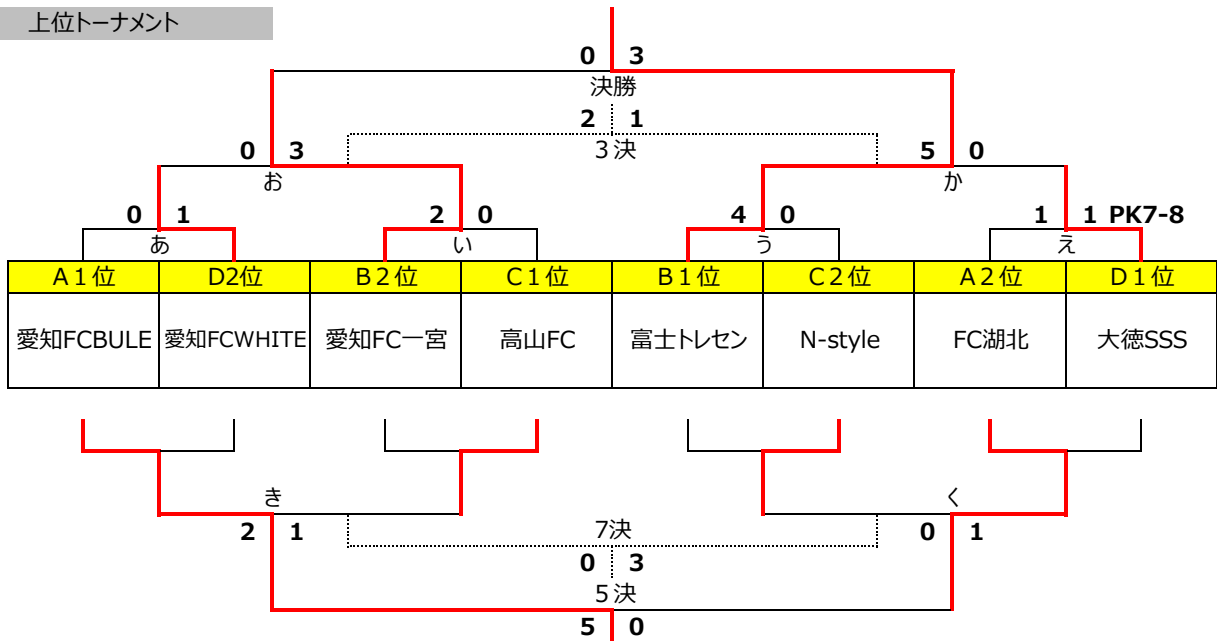 上位トーナメント
0 3
決勝
2 1
3決
0 3
お
5 0
か
0 1
あ
2 0
い
4 0
う
1 1 PK7-8
え
A1位 D2位 B2位 C1位 B1位 C2位 A2位 D1位
愛知FCBULE 愛知FCWHITE 愛知FC一宮 高山FC 富士トレセン N-style FC湖北 大徳SSS
き く
2 1 7決 0 1
0 3
5決
5 0